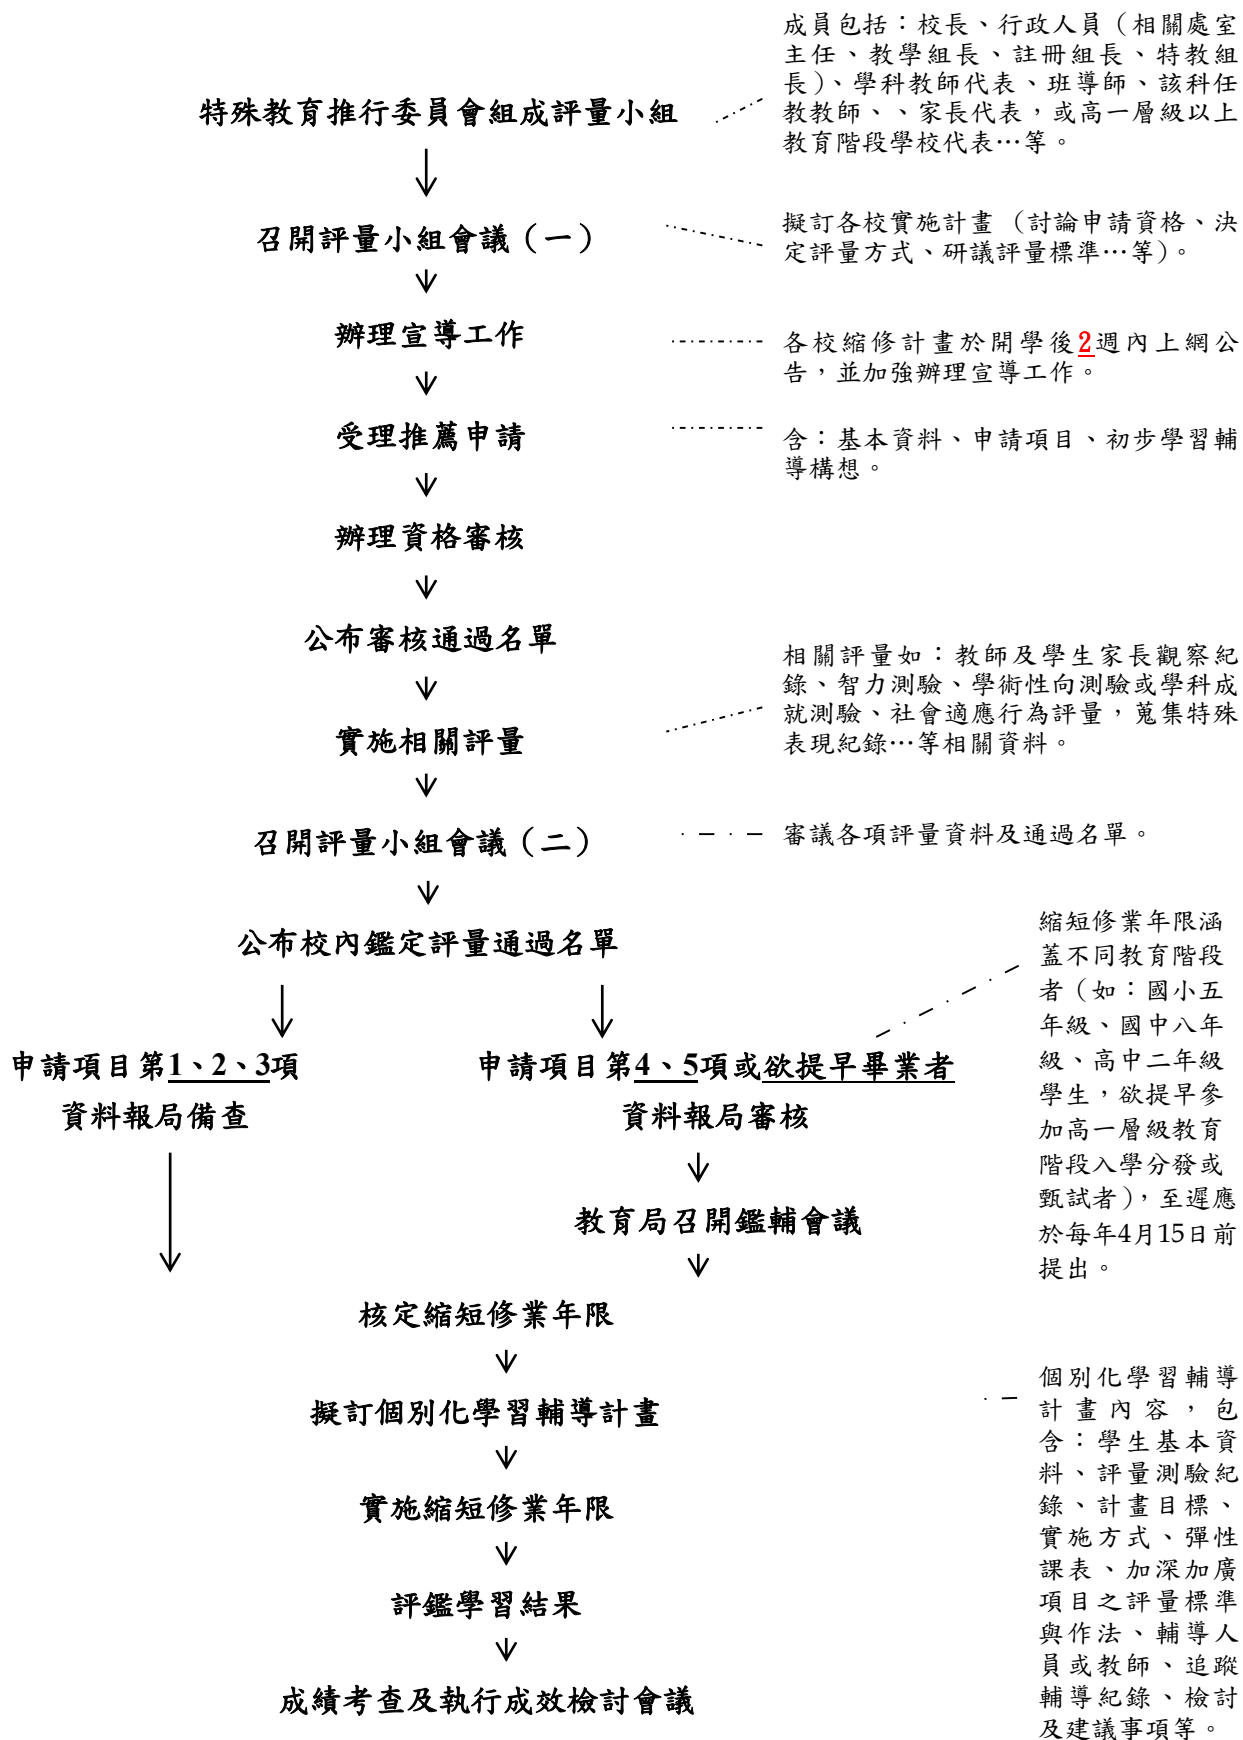 成員包括：校長、行政人員（相關處室
主任、教學組長、註冊組長、特教組
長）、學科教師代表、班導師、該科任
教教師、、家長代表，或高一層級以上
教育階段學校代表…等。
特殊教育推行委員會組成評量小組
召開評量小組會議（一）
擬訂各校實施計畫（討論申請資格、決
定評量方式、研議評量標準…等）。
辦理宣導工作
各校縮修計畫於開學後2週內上網公
告，並加強辦理宣導工作。
受理推薦申請
含：基本資料、申請項目、初步學習輔
導構想。
辦理資格審核
公布審核通過名單
相關評量如：教師及學生家長觀察紀
錄、智力測驗、學術性向測驗或學科成
就測驗、社會適應行為評量，蒐集特殊
表現紀錄…等相關資料。
實施相關評量
召開評量小組會議（二）
審議各項評量資料及通過名單。
公布校內鑑定評量通過名單
縮短修業年限涵
蓋不同教育階段
者（如：國小五
年級、國中八年
級、高中二年級
學生，欲提早參
加高一層級教育
階段入學分發或
甄試者），至遲應
於每年4月15日前
提出。
申請項目第1、2、3項
資料報局備查
申請項目第4、5項或欲提早畢業者
資料報局審核
教育局召開鑑輔會議
核定縮短修業年限
擬訂個別化學習輔導計畫
個別化學習輔導
計畫內容，包
含：學生基本資
料、評量測驗紀
錄、計畫目標、
實施方式、彈性
課表、加深加廣
項目之評量標準
與作法、輔導人
員或教師、追蹤
輔導紀錄、檢討
及建議事項等。
實施縮短修業年限
評鑑學習結果
成績考查及執行成效檢討會議